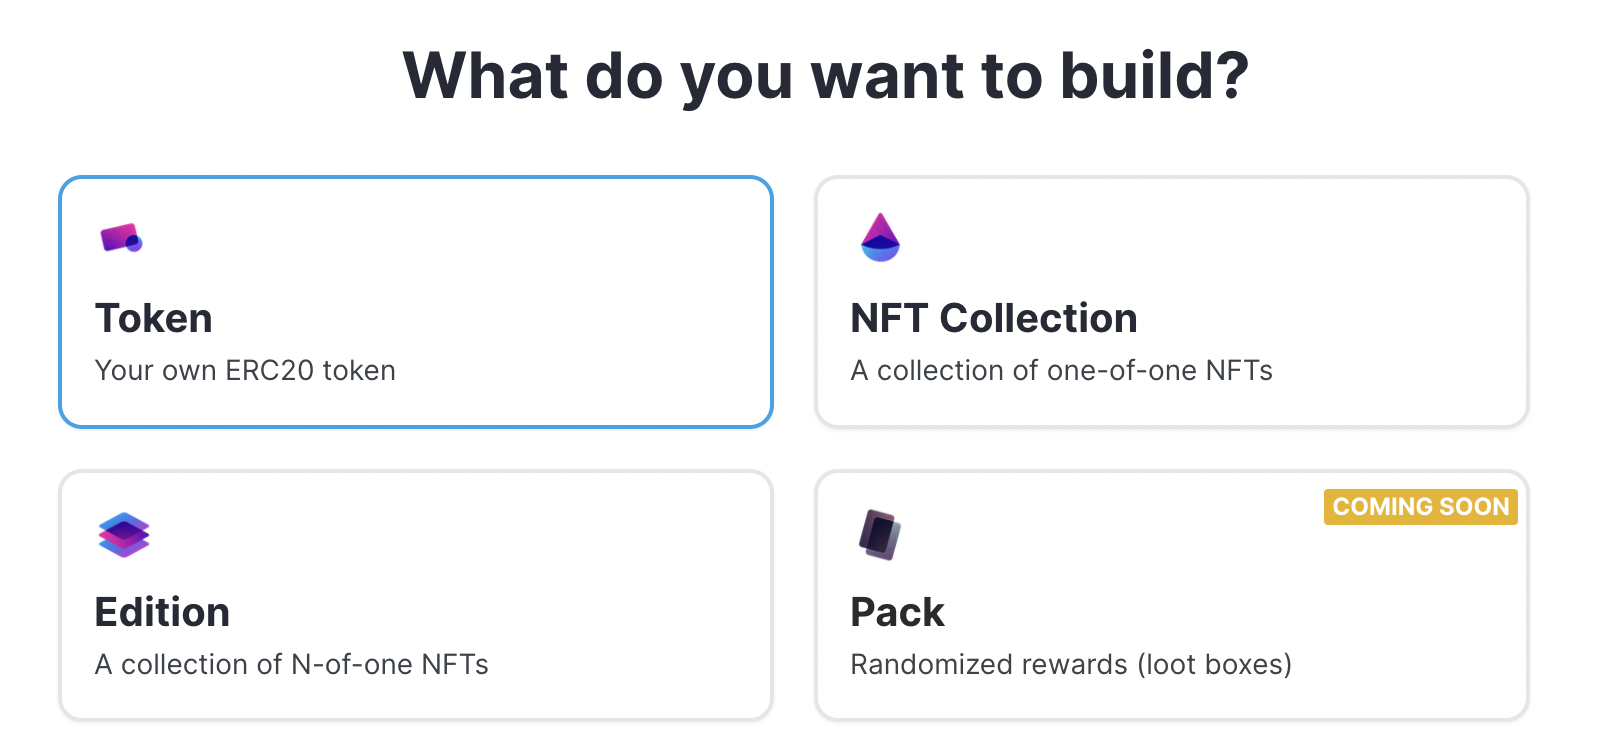 What do you want to build?
Token
Your own ERC20 token
NFT Collection
A collection of one-of-one NFTs
Edition
A collection of N-of-one NFTs
COMING SOON
Pack
Randomized rewards (loot boxes)